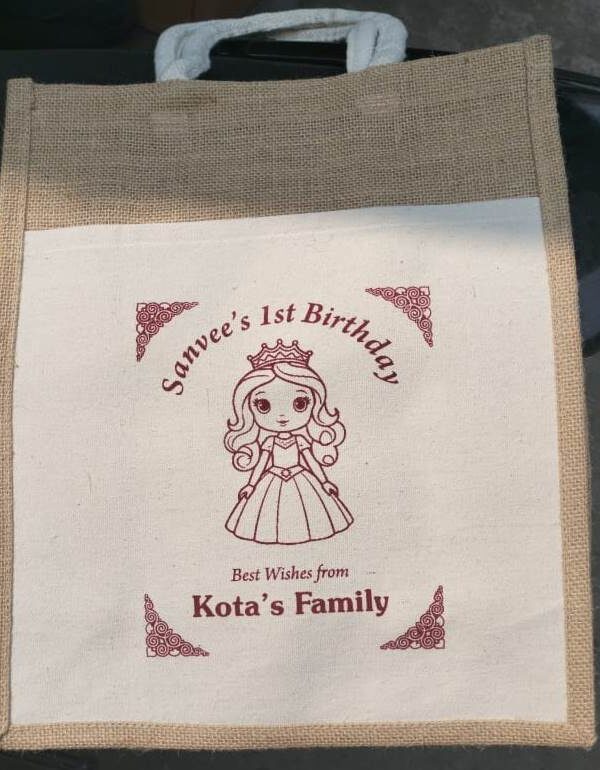 Sanvee's 1st Birthday
Best Wishes from
Kota's Family